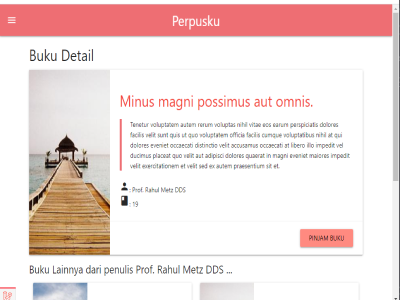 Perpusku
Buku Detail
Minus magni possimus aut omnis.
Tenetur voluptatem autem rerum voluptas nihil vitae eos earum perspiciatis dolores
facilis velit sunt quis ut quo voluptatem officia facilis cumque voluptatibus nihil at qui
dolores eveniet occaecati distinctio velit accusamus occaecati at libero illo impedit vel
ducimus placeat quo velit aut adipisci dolores quaerat in magni eveniet maiores impedit
velit exercitationem et velit sed ex autem praesentium sit et.
: Prof. Rahul Metz DDS
: 19
PINJAM BUKU
Buku Lainnya dari penulis Prof. Rahul Metz DDS ...